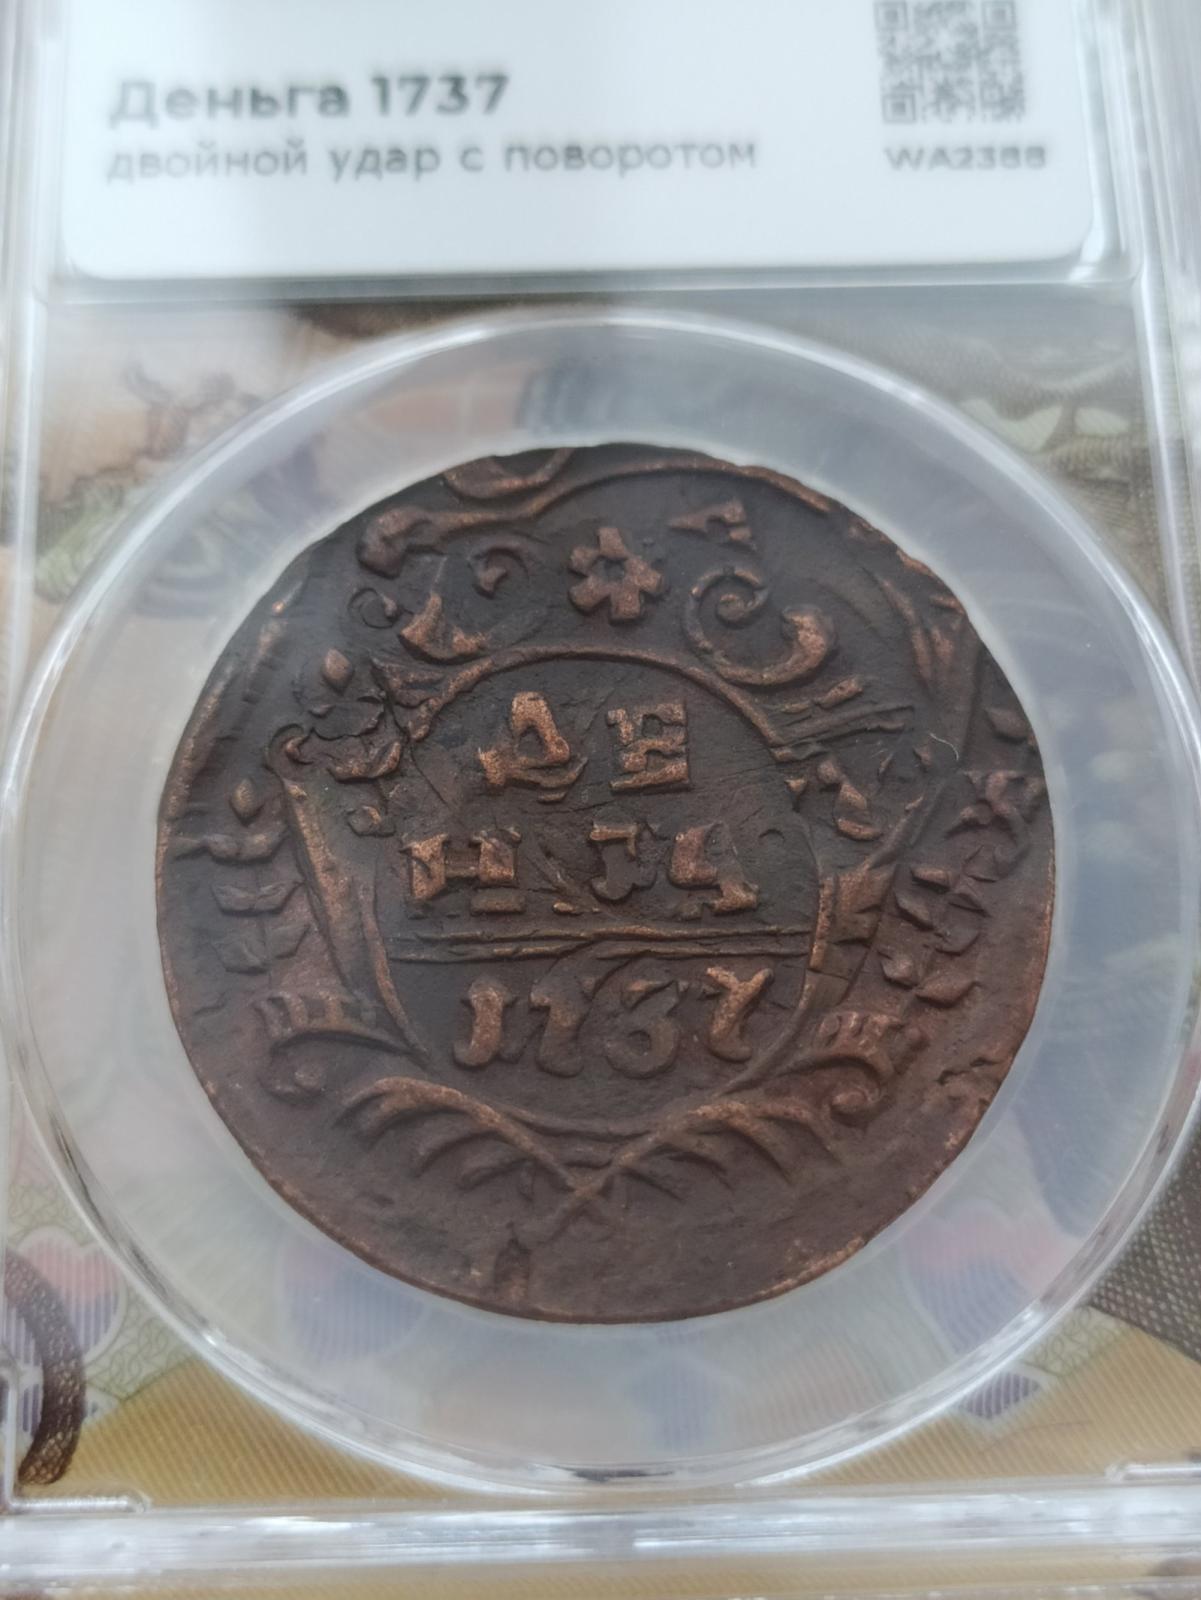 Деньга 1737
двойной удар с поворотом
WA2388
ДЕ
НГА
1737